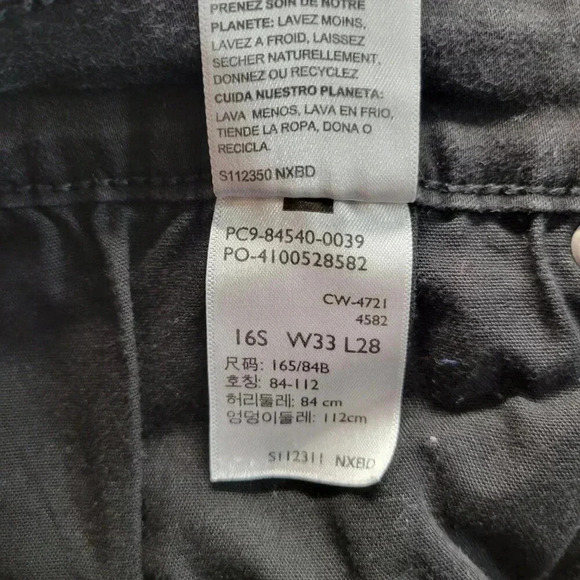 PRENEZ SOIN DE NOTRE
PLANETE: LAVEZ MOINS,
LAVEZ A FROID, LAISSEZ
SECHER NATURELLEMENT,
DONNEZ OU RECYCLEZ
CUIDA NUESTRO PLANETA:
LAVA MENOS, LAVA EN FRIO,
TIENDE LA ROPA, DONA O
RECICLA.
S112350 NXBD
PC9-84540-0039
PO-4100528582
CW-4721
4582
16S W33 L28
尺码: 165/84B
호칭: 84-112
허리둘레: 84 cm
엉덩이둘레: 112cm
S112311 NXBD